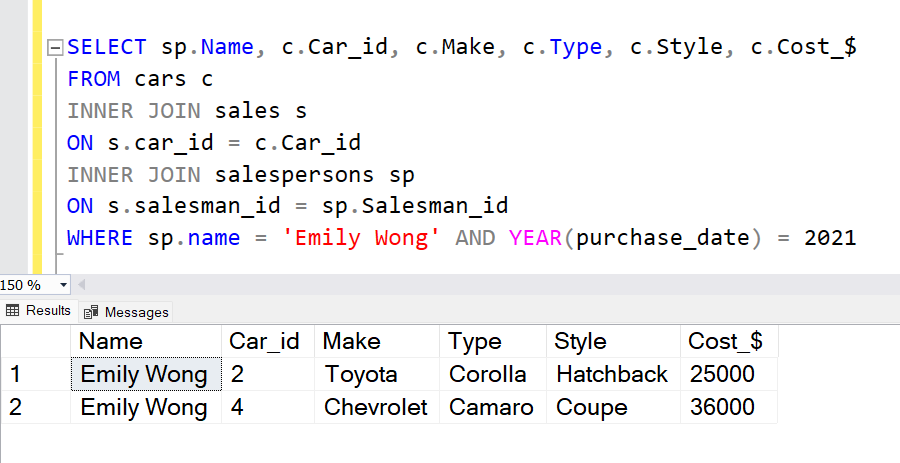 SELECT sp.Name, c.Car_id, c.Make, c.Type, c.Style, c.Cost_$
FROM cars c
INNER JOIN sales s
ON s.car_id = c.Car_id
INNER JOIN salespersons sp
ON s.salesman_id = sp.Salesman_id
WHERE sp.name = 'Emily Wong' AND YEAR(purchase_date) = 2021
150 %
Results Messages
Name Car_id Make Type Style Cost_$
1 Emily Wong 2 Toyota Corolla Hatchback 25000
2 Emily Wong 4 Chevrolet Camaro Coupe 36000